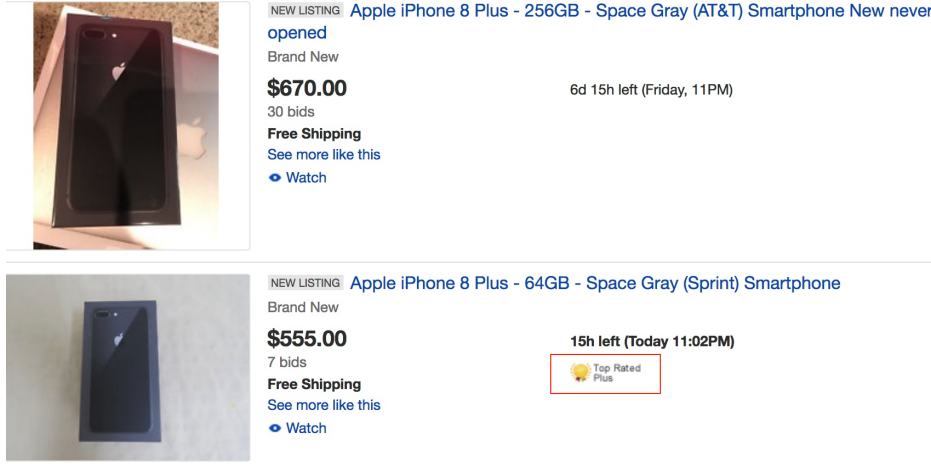 NEW LISTING Apple iPhone 8 Plus - 256GB - Space Gray (AT&T) Smartphone New never
opened
Brand New
$670.00
6d 15h left (Friday, 11PM)
30 bids
Free Shipping
See more like this
Watch
NEW LISTING Apple iPhone 8 Plus - 64GB - Space Gray (Sprint) Smartphone
Brand New
$555.00
15h left (Today 11:02PM)
7 bids
Top Rated
Plus
Free Shipping
See more like this
Watch